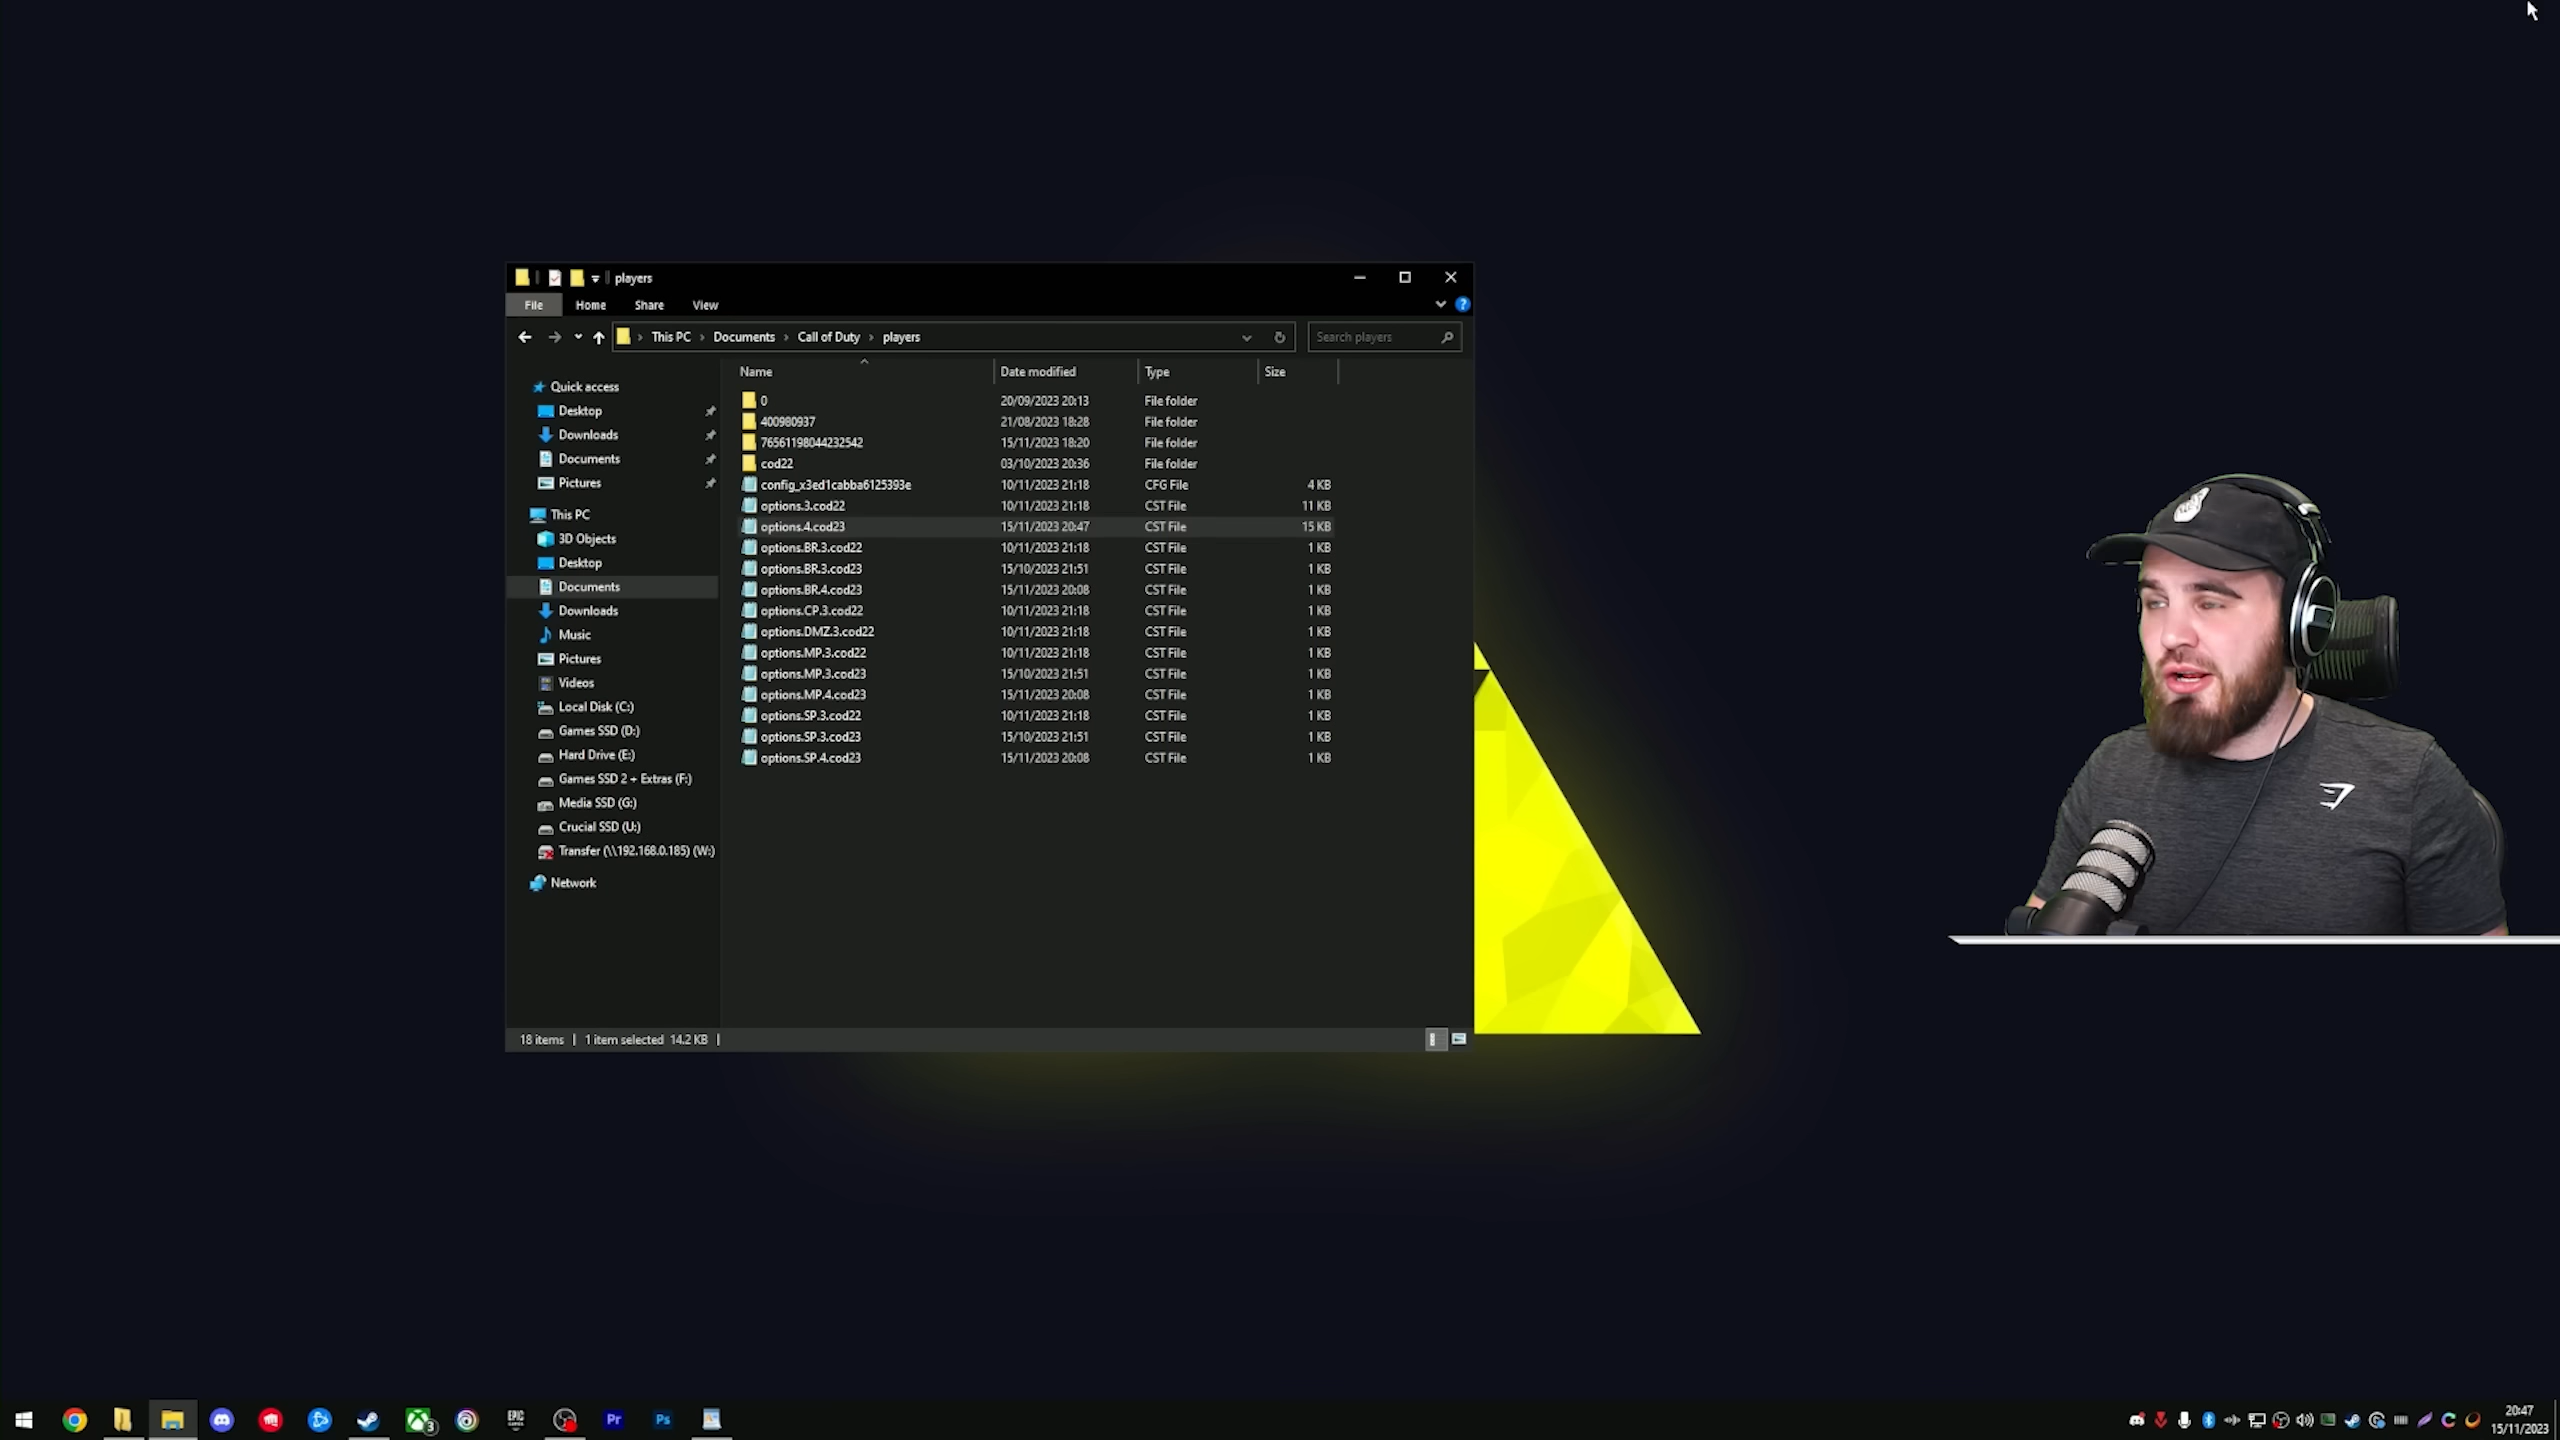 players
File Home Share View
This PC Documents Call of Duty players Search players
Name Date modified Type Size
Quick access
Desktop
Downloads
Documents
Pictures
This PC
3D Objects
Desktop
Documents
Downloads
Music
Pictures
Videos
Local Disk (C:)
Games SSD (D:)
Hard Drive (E:)
Games SSD 2 + Extras (F:)
Media SSD (G:)
Crucial SSD (U:)
Transfer (\\192.168.0.185) (W:)
Network
0 20/09/2023 20:13 File folder
400980937 21/08/2023 18:28 File folder
76561198044232542 15/11/2023 18:20 File folder
cod22 03/10/2023 20:36 File folder
config_x3ed1cabba6125393e 10/11/2023 21:18 CFG File 4 KB
options.3.cod22 10/11/2023 21:18 CST File 11 KB
options.4.cod23 15/11/2023 20:47 CST File 15 KB
options.BR.3.cod22 10/11/2023 21:18 CST File 1 KB
options.BR.3.cod23 15/10/2023 21:51 CST File 1 KB
options.BR.4.cod23 15/11/2023 20:08 CST File 1 KB
options.CP.3.cod22 10/11/2023 21:18 CST File 1 KB
options.DMZ.3.cod22 10/11/2023 21:18 CST File 1 KB
options.MP.3.cod22 10/11/2023 21:18 CST File 1 KB
options.MP.3.cod23 15/10/2023 21:51 CST File 1 KB
options.MP.4.cod23 15/11/2023 20:08 CST File 1 KB
options.SP.3.cod22 10/11/2023 21:18 CST File 1 KB
options.SP.3.cod23 15/10/2023 21:51 CST File 1 KB
options.SP.4.cod23 15/11/2023 20:08 CST File 1 KB
18 items 1 item selected 14.2 KB
3 EPIC GAMES Pr Ps
20:47
15/11/2023